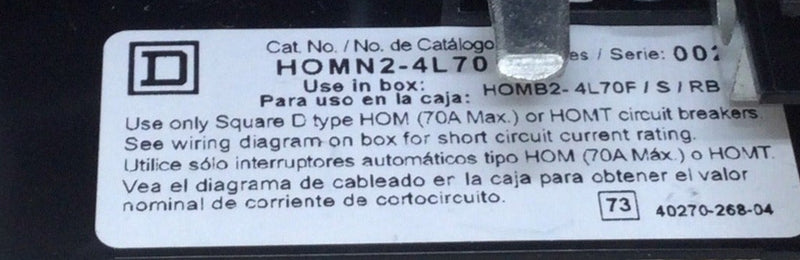 D
Cat. No. / No. de Catálogo
es / Serie: 002
HOMN2-4L70
Use in box: HOMB2- 4L70F / S / RB
Para uso en la caja:
Use only Square D type HOM (70A Max.) or HOMT circuit breakers.
See wiring diagram on box for short circuit current rating.
Utilice sólo interruptores automáticos tipo HOM (70A Máx.) o HOMT.
Vea el diagrama de cableado en la caja para obtener el valor
nominal de corriente de cortocircuito.
73 40270-268-04